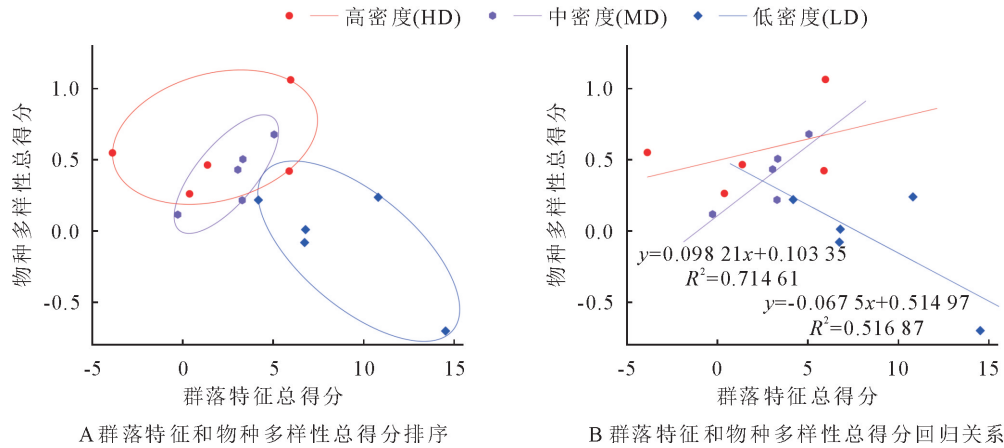 高密度(HD) 中密度(MD) 低密度(LD)
物种多样性总得分
1.0
0.5
0.0
-0.5
-5 0 5 10 15
群落特征总得分
A 群落特征和物种多样性总得分排序
物种多样性总得分
1.0
0.5
0.0
-0.5
y=0.098 21x+0.103 35
R²=0.714 61
y=-0.067 5x+0.514 97
R²=0.516 87
-5 0 5 10 15
群落特征总得分
B 群落特征和物种多样性总得分回归关系